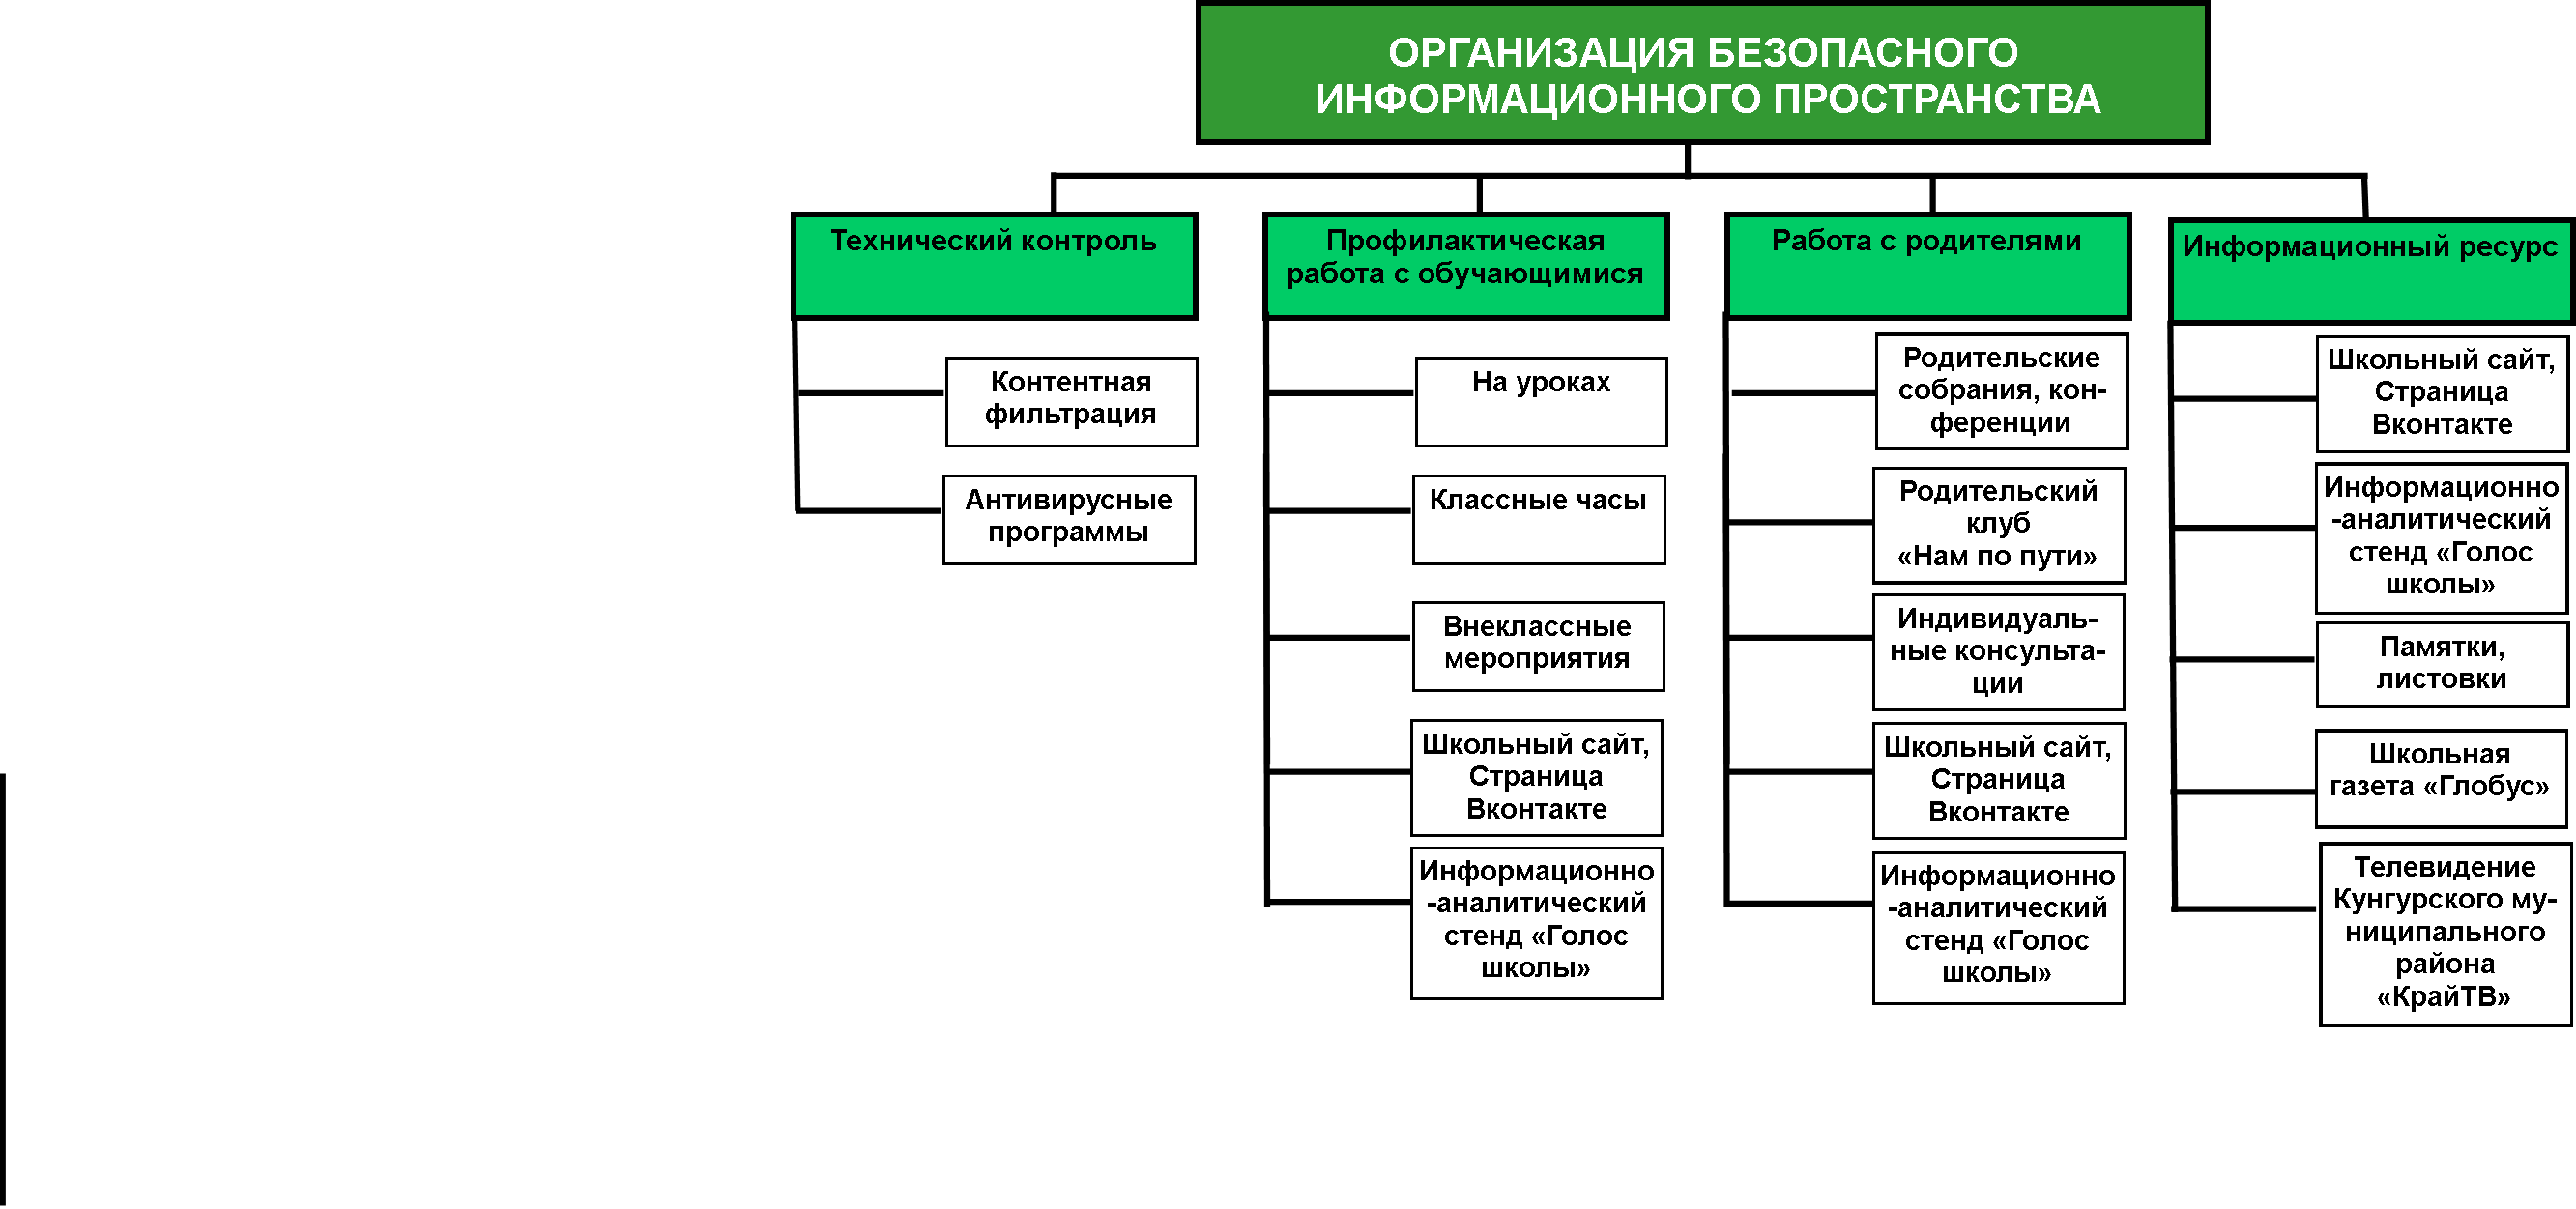 ОРГАНИЗАЦИЯ БЕЗОПАСНОГО
ИНФОРМАЦИОННОГО ПРОСТРАНСТВА
Технический контроль
Контентная
фильтрация
Антивирусные
программы
Профилактическая
работа с обучающимися
На уроках
Классные часы
Внеклассные
мероприятия
Школьный сайт,
Страница
Вконтакте
Информационно
-аналитический
стенд «Голос
школы»
Работа с родителями
Родительские
собрания, кон-
ференции
Родительский
клуб
«Нам по пути»
Индивидуаль-
ные консульта-
ции
Школьный сайт,
Страница
Вконтакте
Информационно
-аналитический
стенд «Голос
школы»
Информационный ресурс
Школьный сайт,
Страница
Вконтакте
Информационно
-аналитический
стенд «Голос
школы»
Памятки,
листовки
Школьная
газета «Глобус»
Телевидение
Кунгурского му-
ниципального
района
«КрайТВ»